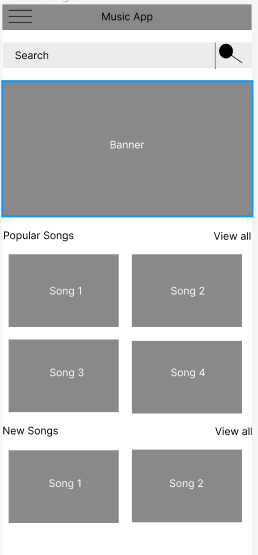 Music App
Search
Banner
Popular Songs View all
Song 1 Song 2
Song 3 Song 4
New Songs View all
Song 1 Song 2